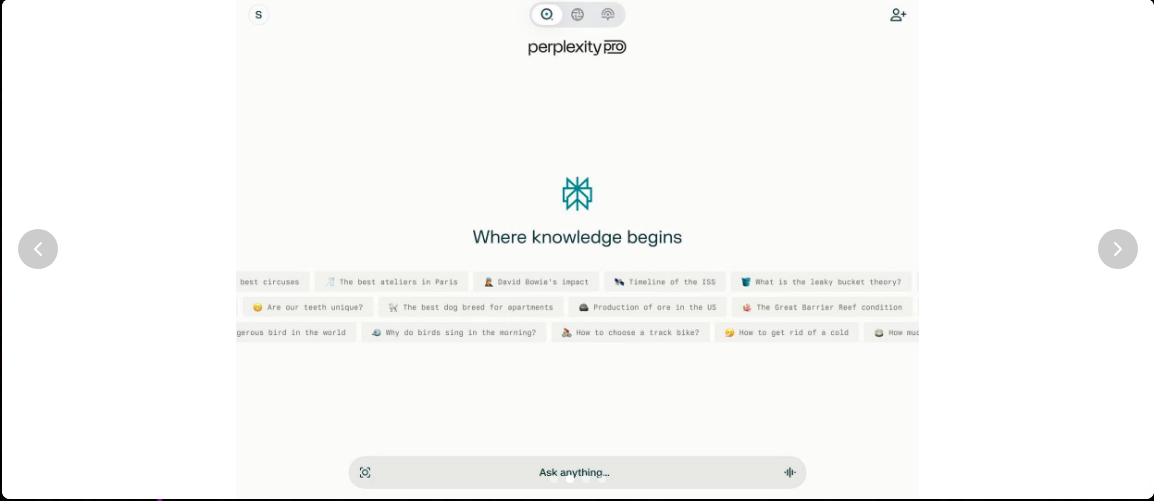 S
perplexity pro
Where knowledge begins
best circuses The best ateliers in Paris David Bowie's impact Timeline of the ISS What is the leaky bucket theory?
Are our teeth unique? The best dog breed for apartments Production of ore in the US The Great Barrier Reef condition
gerous bird in the world Why do birds sing in the morning? How to choose a track bike? How to get rid of a cold How muc
Ask anything...